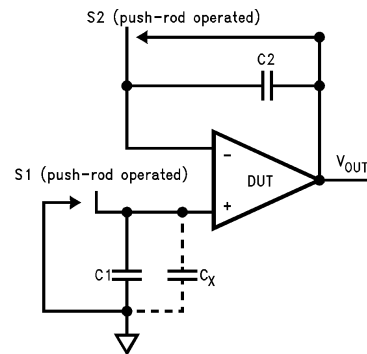 S2 (push-rod operated)
C2
S1 (push-rod operated)
−
DUT
VOUT
+
C1
CX